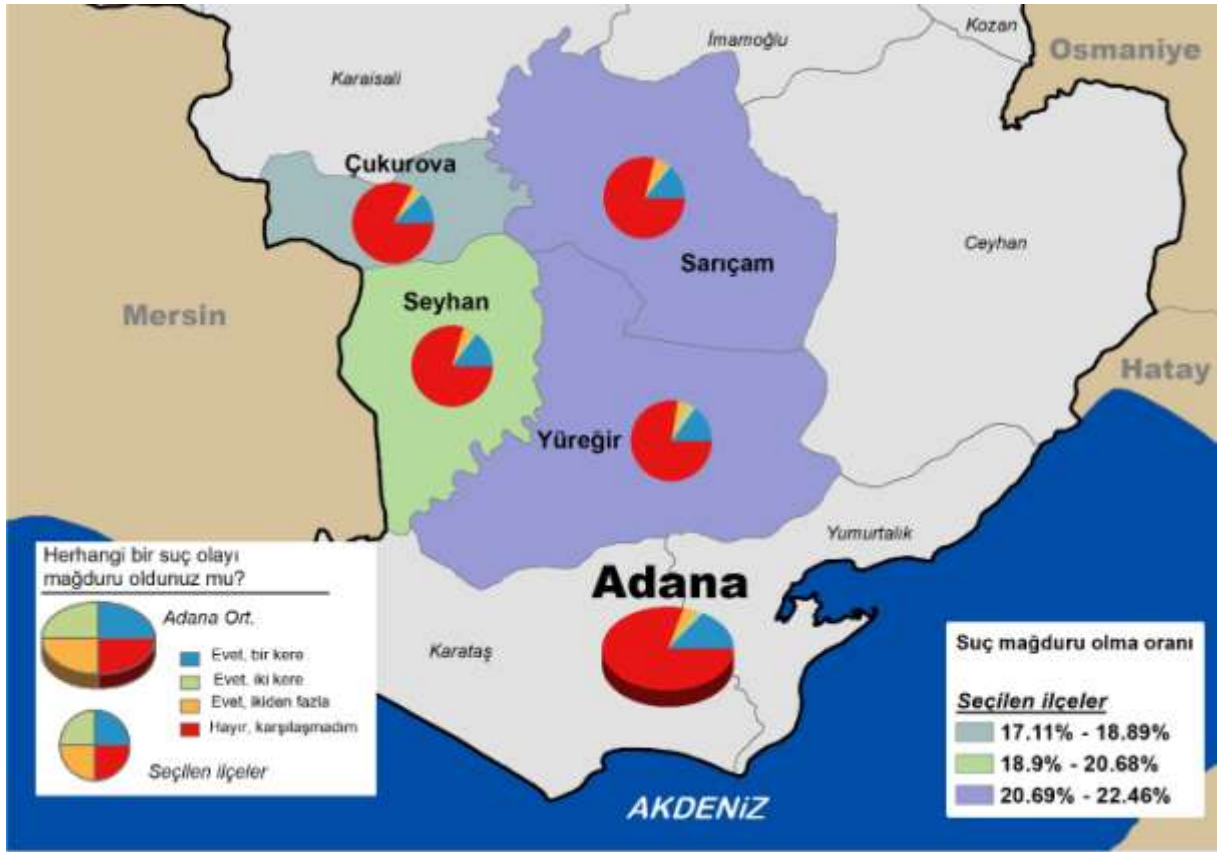 Kozan
İmamoğlu
Osmaniye
Karaisali
Çukurova
Ceyhan
Sarıçam
Seyhan
Mersin
Hatay
Yüreğir
Yumurtalık
Herhangi bir suç olayı
mağduru oldunuz mu?
Adana Ort.
Evet, bir kere
Evet, iki kere
Evet, ikiden fazla
Hayır, karşılaşmadım
Seçilen ilçeler
Adana
Karataş
Suç mağduru olma oranı
Seçilen ilçeler
17.11% - 18.89%
18.9% - 20.68%
20.69% - 22.46%
AKDENİZ